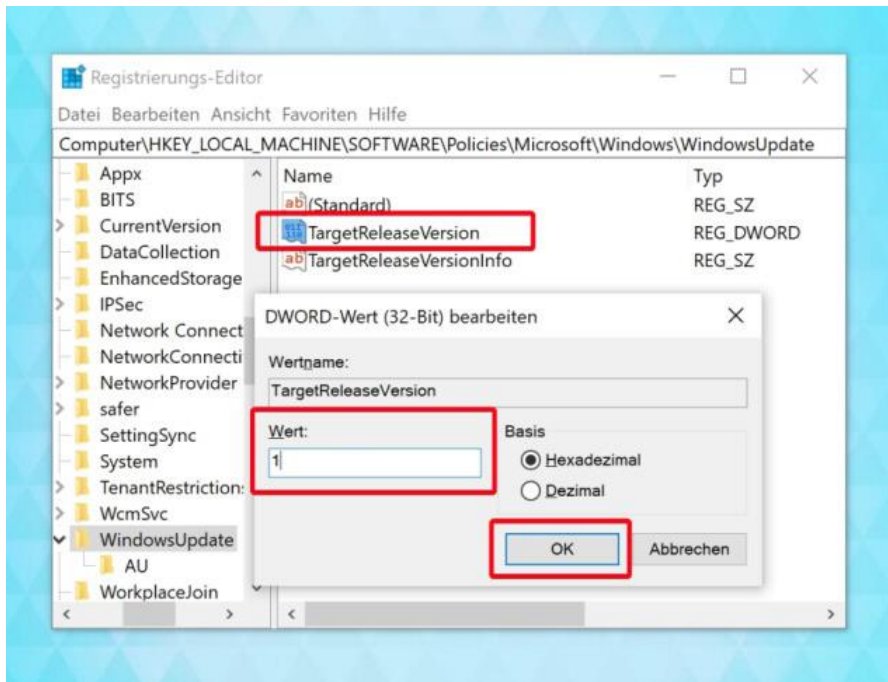 Registrierungs-Editor
Datei Bearbeiten Ansicht Favoriten Hilfe
Computer\HKEY_LOCAL_MACHINE\SOFTWARE\Policies\Microsoft\Windows\WindowsUpdate
Appx
BITS
CurrentVersion
DataCollection
EnhancedStorage
IPSec
Network Connect
NetworkConnecti
NetworkProvider
safer
SettingSync
System
TenantRestriction
WcmSvc
WindowsUpdate
AU
WorkplaceJoin
Name Typ
(Standard) REG_SZ
TargetReleaseVersion REG_DWORD
TargetReleaseVersionInfo REG_SZ
DWORD-Wert (32-Bit) bearbeiten
Wertname:
TargetReleaseVersion
Wert:
1
Basis
Hexadezimal
Dezimal
OK Abbrechen